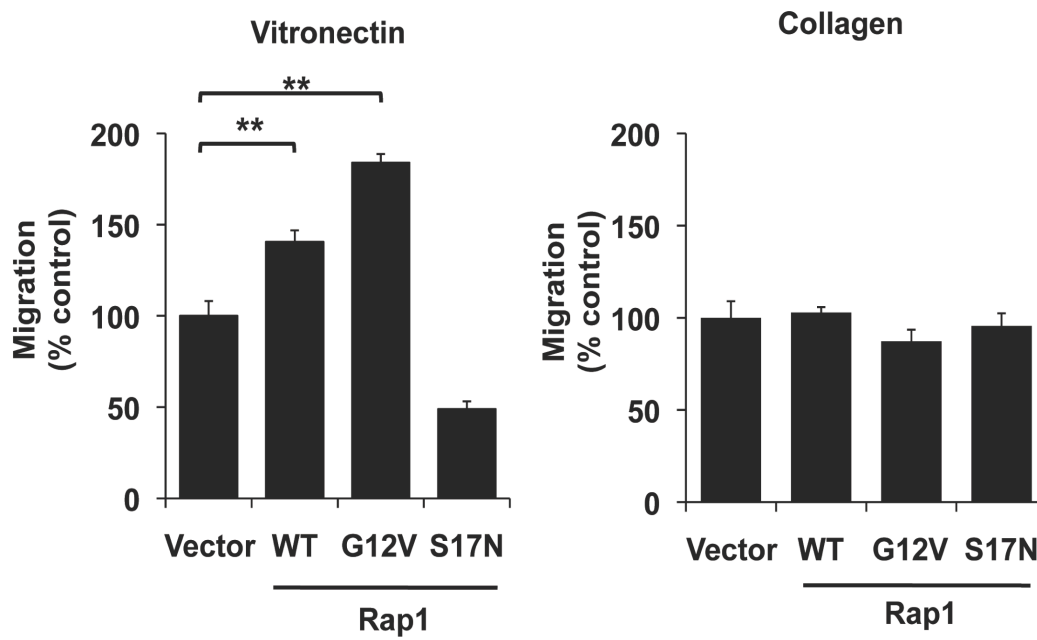 Vitronectin
**
**
Migration
(% control)
200
150
100
50
0
Vector WT G12V S17N
Rap1
Collagen
Migration
(% control)
200
150
100
50
0
Vector WT G12V S17N
Rap1